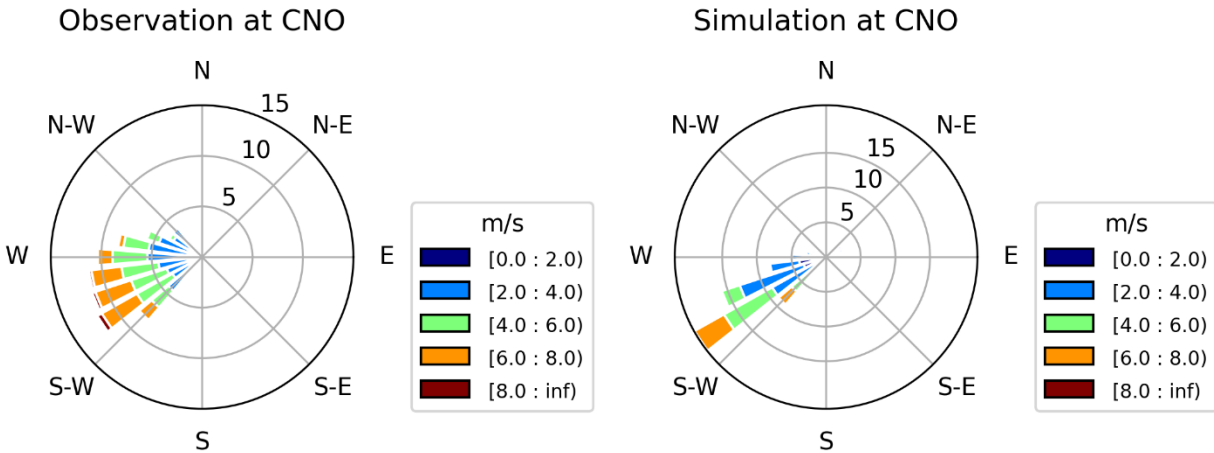 Observation at CNO
N
N-W
15
N-E
10
5
W
E
S-W
S-E
S
m/s
[0.0 : 2.0)
[2.0 : 4.0)
[4.0 : 6.0)
[6.0 : 8.0)
[8.0 : inf)
Simulation at CNO
N
N-W
N-E
15
10
5
W
E
S-W
S-E
S
m/s
[0.0 : 2.0)
[2.0 : 4.0)
[4.0 : 6.0)
[6.0 : 8.0)
[8.0 : inf)